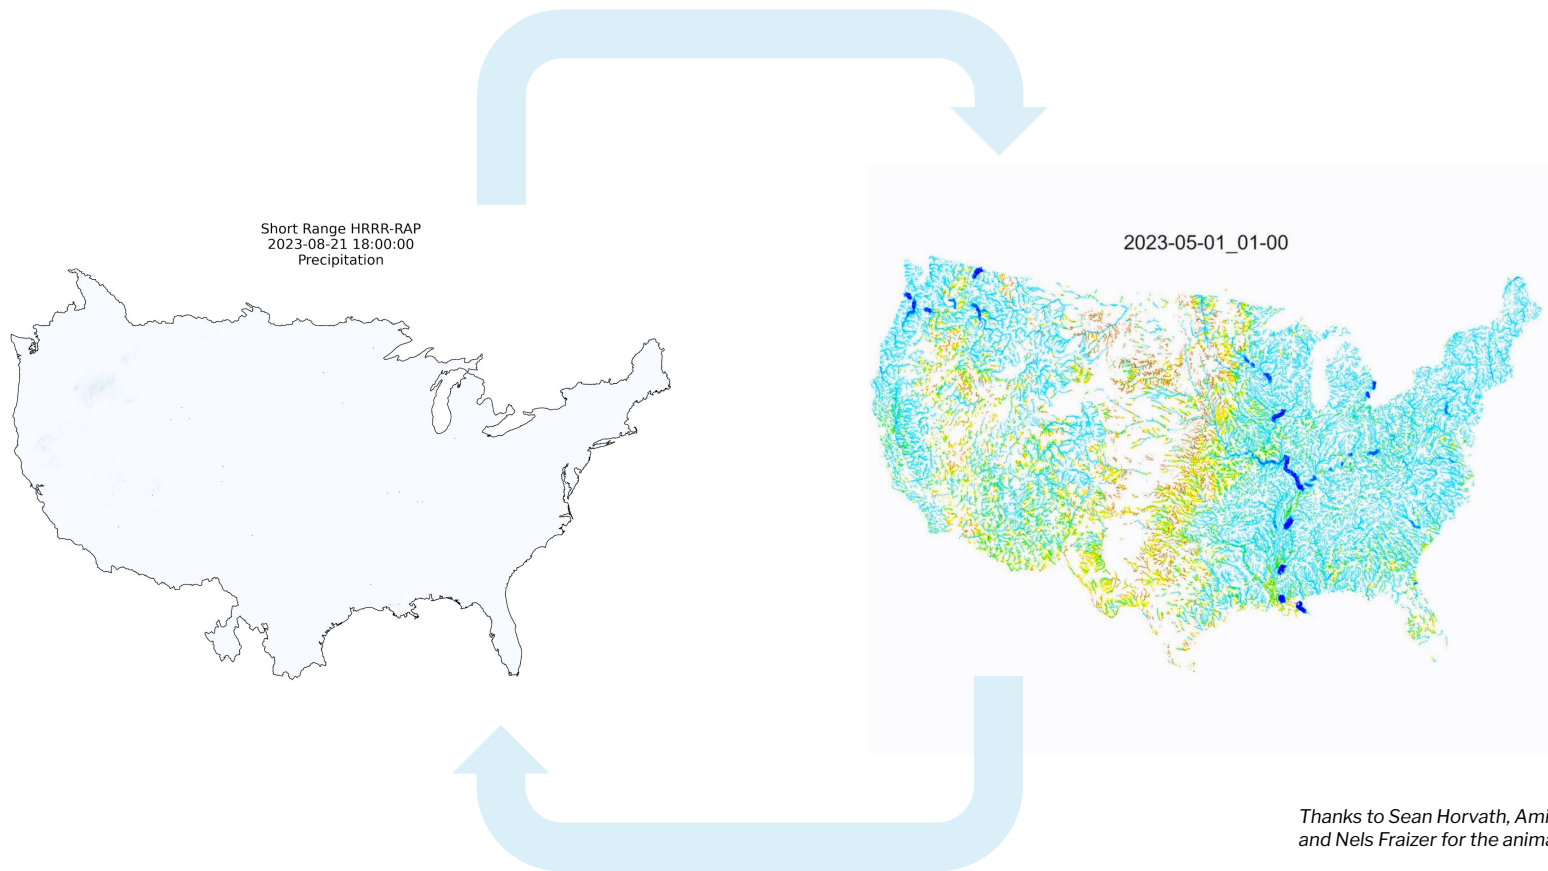 Short Range HRRR-RAP
2023-08-21 18:00:00
Precipitation
2023-05-01_01-00
Thanks to Sean Horvath,
and Nels Fraizer for the